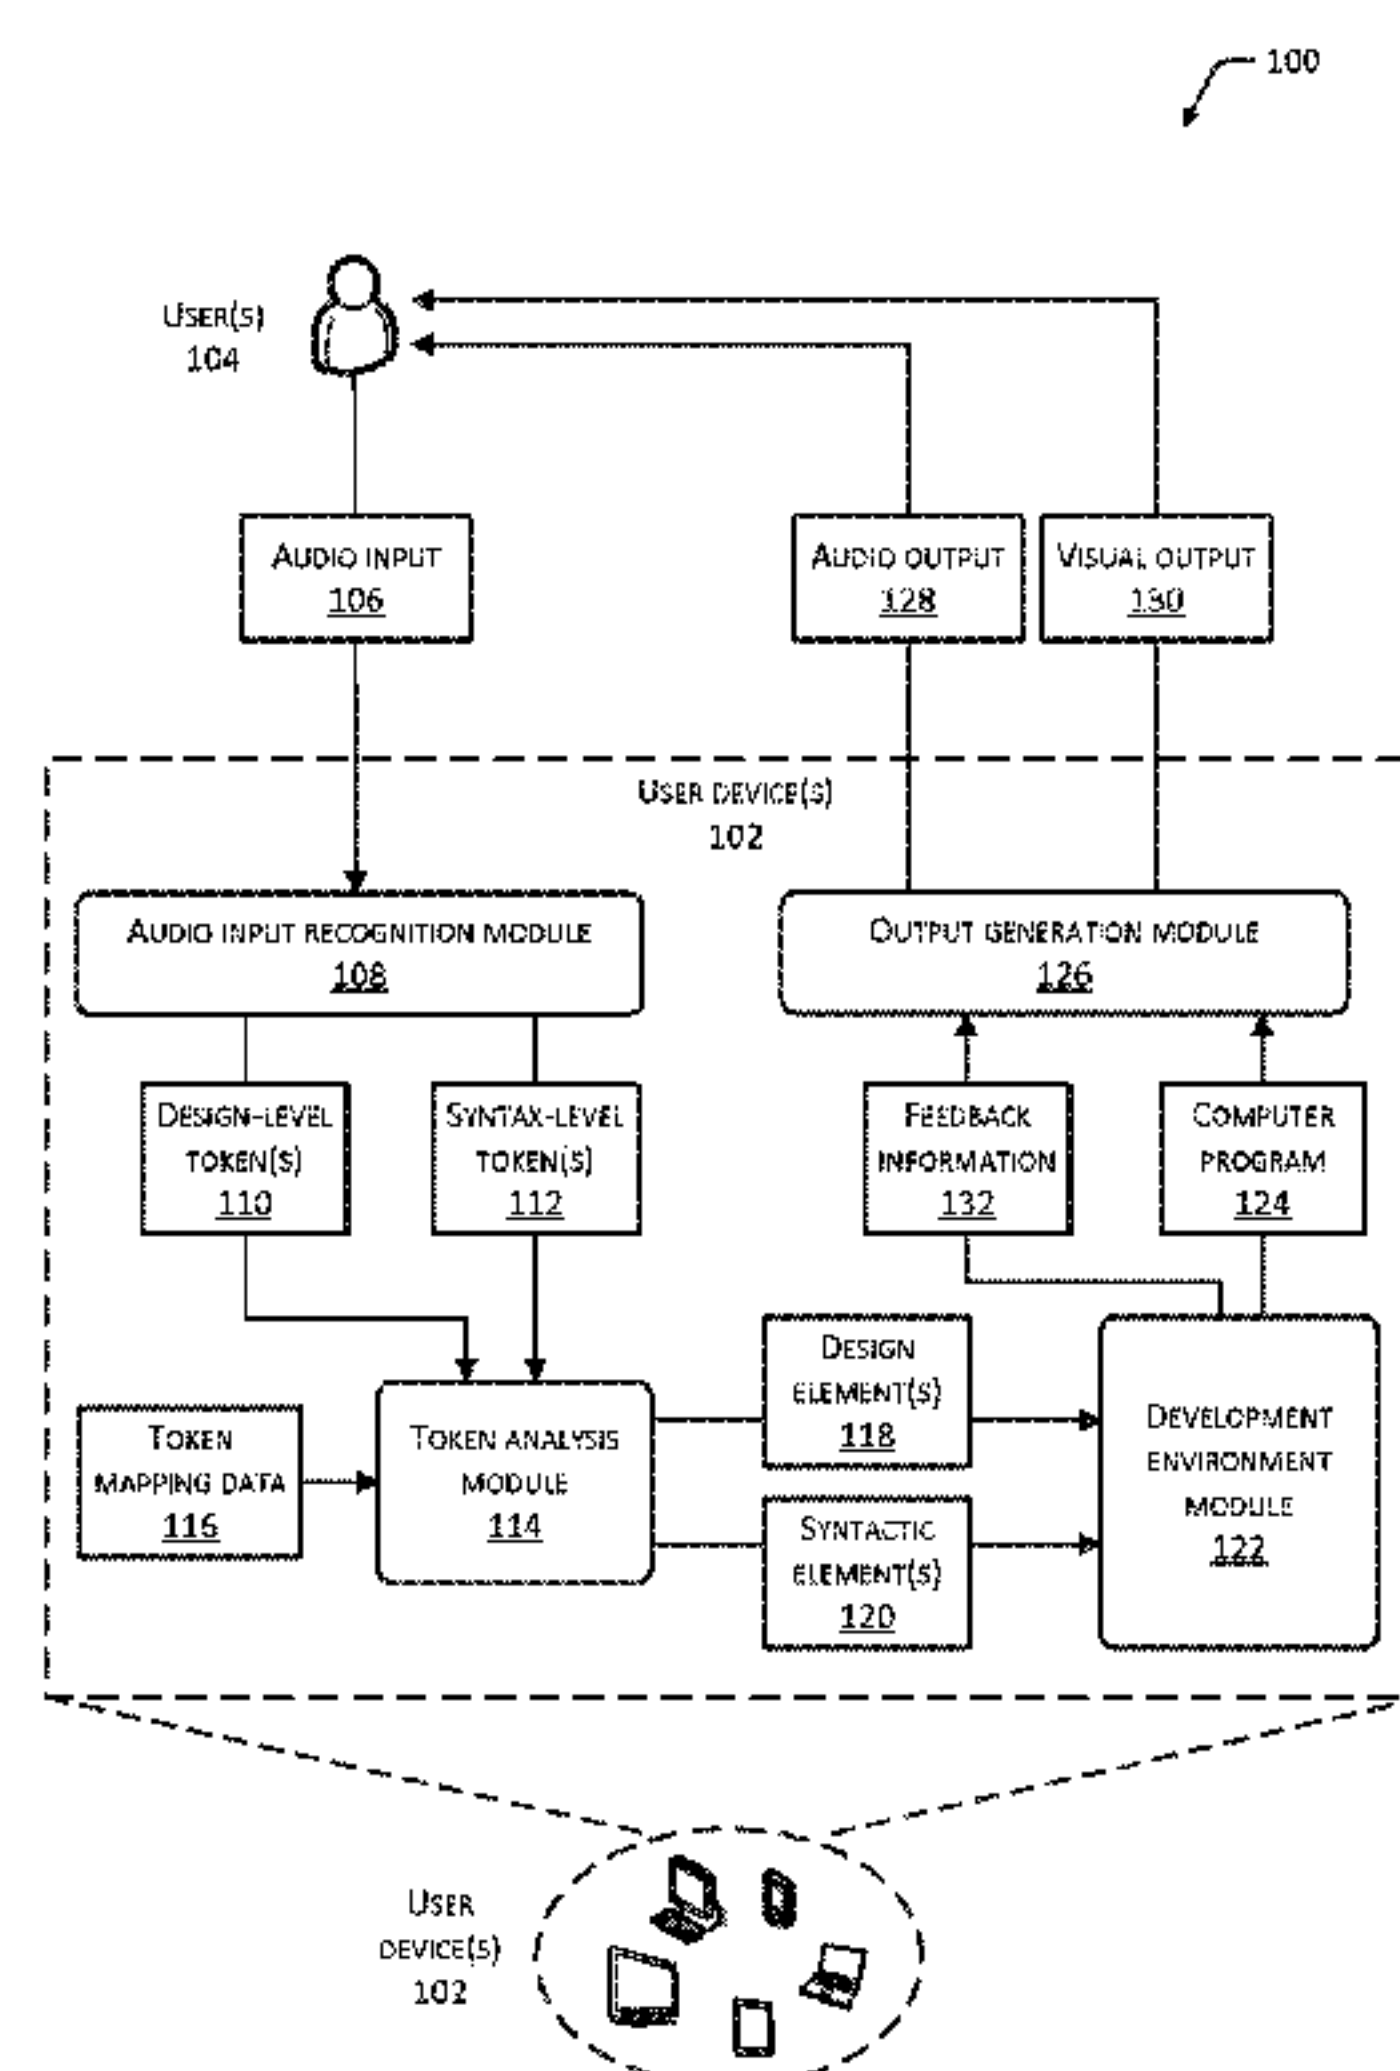 100
User(s)
104
Audio input
106
Audio output
128
Visual output
130
User device(s)
102
Audio input recognition module
108
Output generation module
126
Design-level
token(s)
110
Syntax-level
token(s)
112
Feedback
information
132
Computer
program
124
Token
mapping data
116
Token analysis
module
114
Design
element(s)
118
Syntactic
element(s)
120
Development
environment
module
122
User
device(s)
102